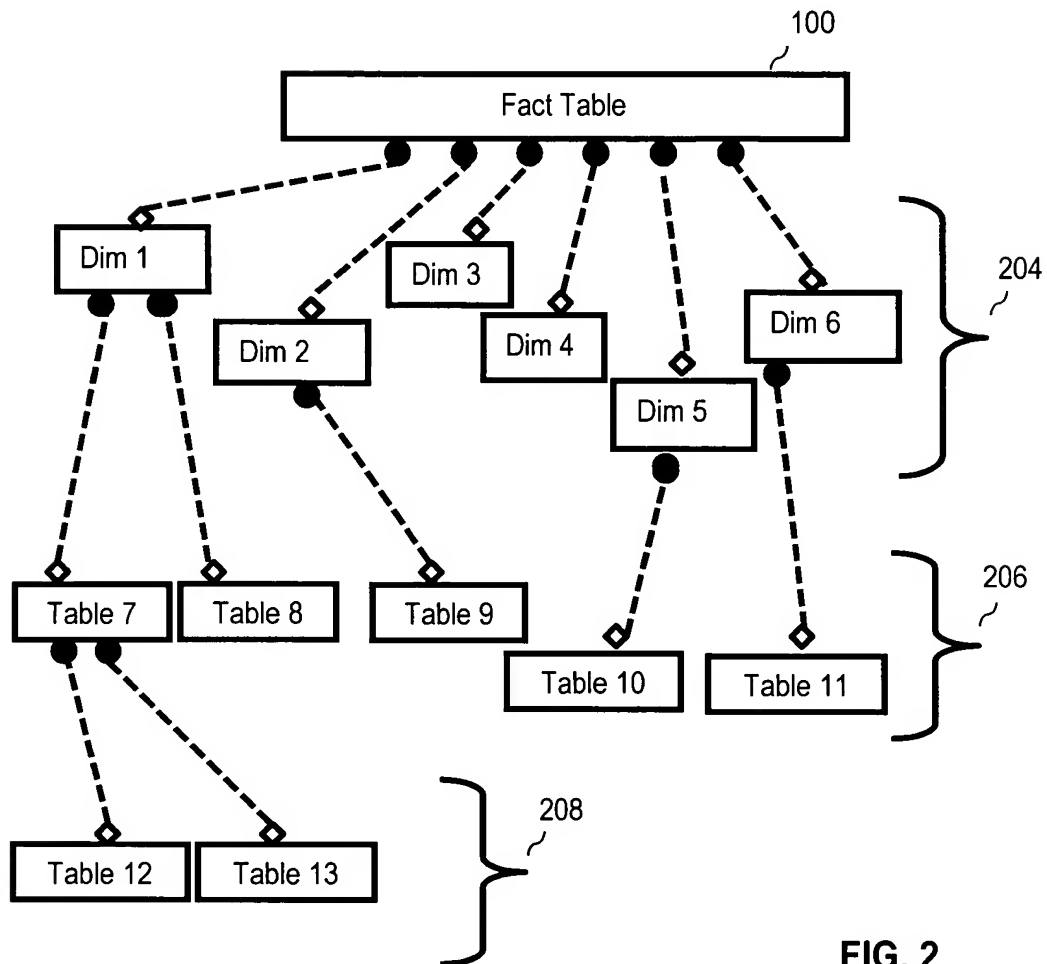 100
Fact Table
Dim 1
Dim 2
Dim 3
Dim 4
Dim 5
Dim 6
204
Table 7
Table 8
Table 9
Table 10
Table 11
206
Table 12
Table 13
208
FIG. 2